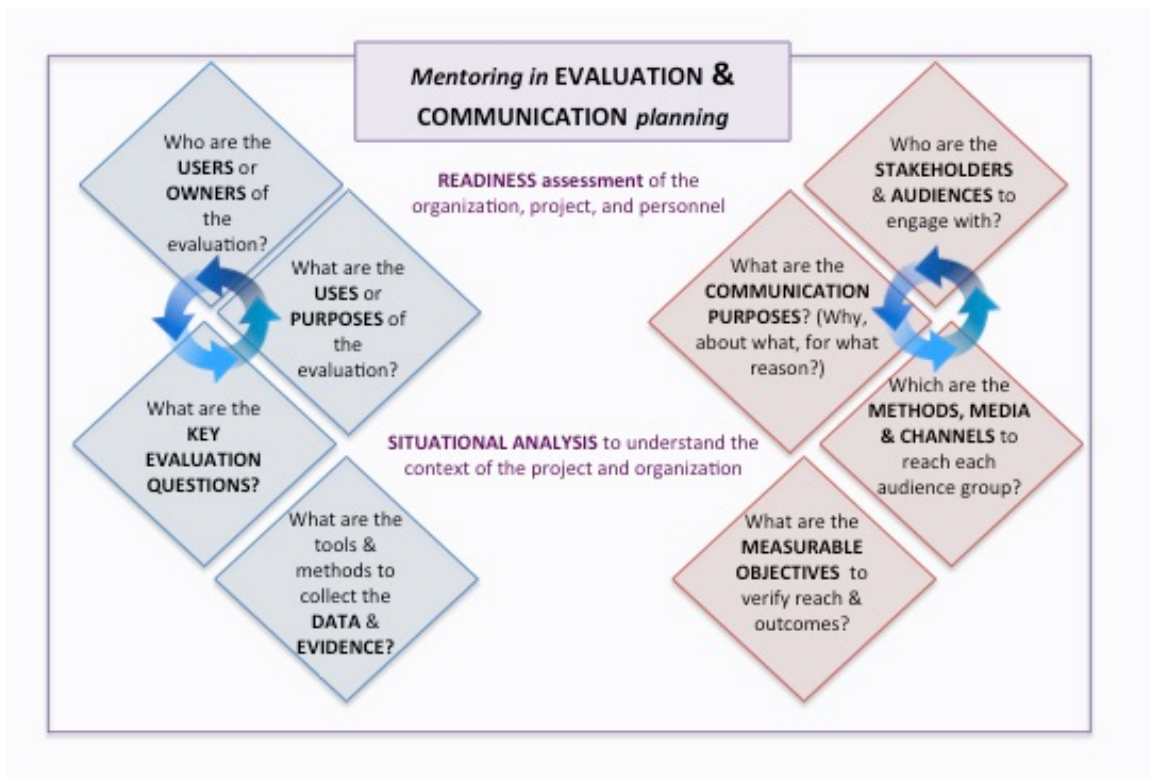 Mentoring in EVALUATION &
COMMUNICATION planning
Who are the
USERS or
OWNERS of
the
evaluation?
What are the
USES or
PURPOSES of
the
evaluation?
What are the
KEY
EVALUATION
QUESTIONS?
What are the
tools &
methods to
collect the
DATA &
EVIDENCE?
READINESS assessment of the
organization, project, and personnel
SITUATIONAL ANALYSIS to understand the
context of the project and organization
Who are the
STAKEHOLDERS
& AUDIENCES to
engage with?
What are the
COMMUNICATION
PURPOSES? (Why,
about what, for what
reason?)
Which are the
METHODS, MEDIA
& CHANNELS to
reach each
audience group?
What are the
MEASURABLE
OBJECTIVES to
verify reach &
outcomes?